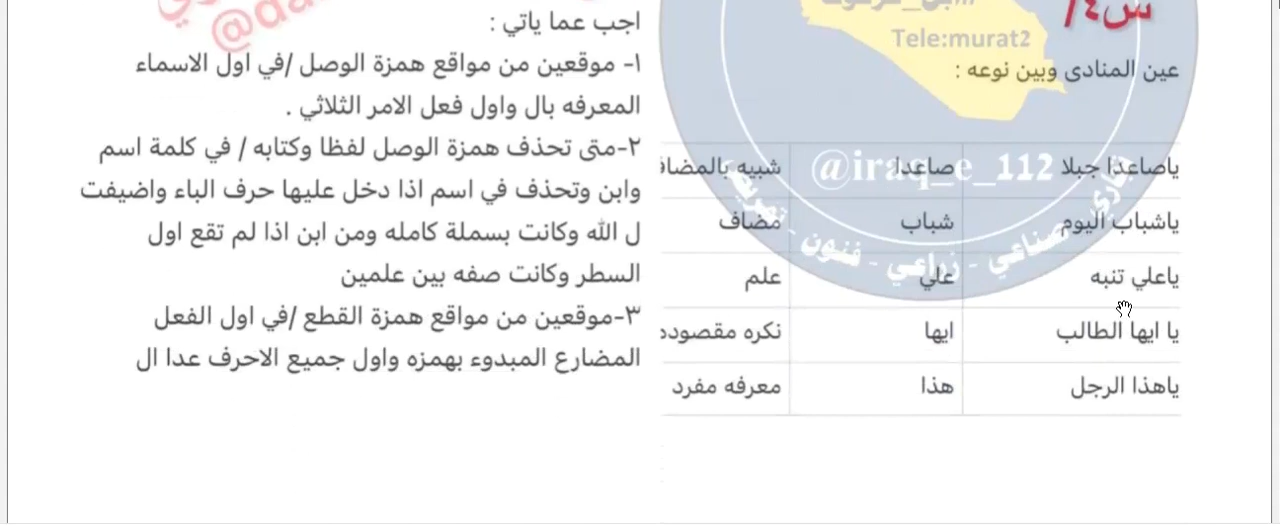 س٤/
Tele:murat2
عين المنادى وبين نوعه :
@iraq_e_112
ياصاعدا جبلا صاعدا شبيه بالمضاف
ياشباب اليوم شباب مضاف
صناعي - زراعي - فنون -
ياعلي تنبه علي علم
يا ايها الطالب ايها نكره مقصوده
ياهذا الرجل هذا معرفه مفرد
اجب عما ياتي :
١- موقعين من مواقع همزة الوصل /في اول الاسماء
المعرفه بال واول فعل الامر الثلاثي .
٢-متى تحذف همزة الوصل لفظا وكتابه / في كلمة اسم
وابن وتحذف في اسم اذا دخل عليها حرف الباء واضيفت
ل الله وكانت بسملة كامله ومن ابن اذا لم تقع اول
السطر وكانت صفه بين علمين
٣-موقعين من مواقع همزة القطع /في اول الفعل
المضارع المبدوء بهمزه واول جميع الاحرف عدا ال